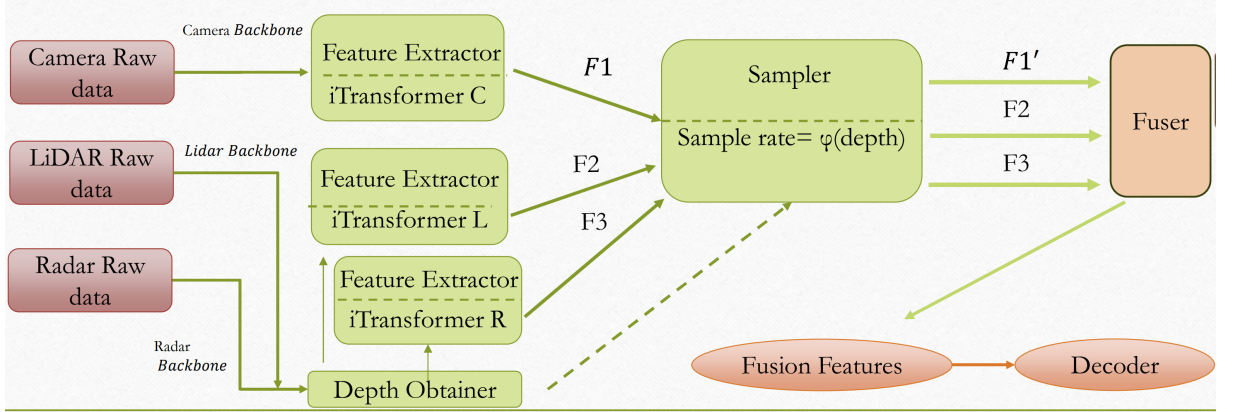 Camera Raw
data
Camera Backbone
Feature Extractor
iTransformer C
F1
Sampler
Sample rate= φ(depth)
F1′
F2
F3
Fuser
LiDAR Raw
data
Lidar Backbone
Feature Extractor
iTransformer L
F2
F3
Radar Raw
data
Feature Extractor
iTransformer R
Radar
Backbone
Depth Obtainer
Fusion Features
Decoder